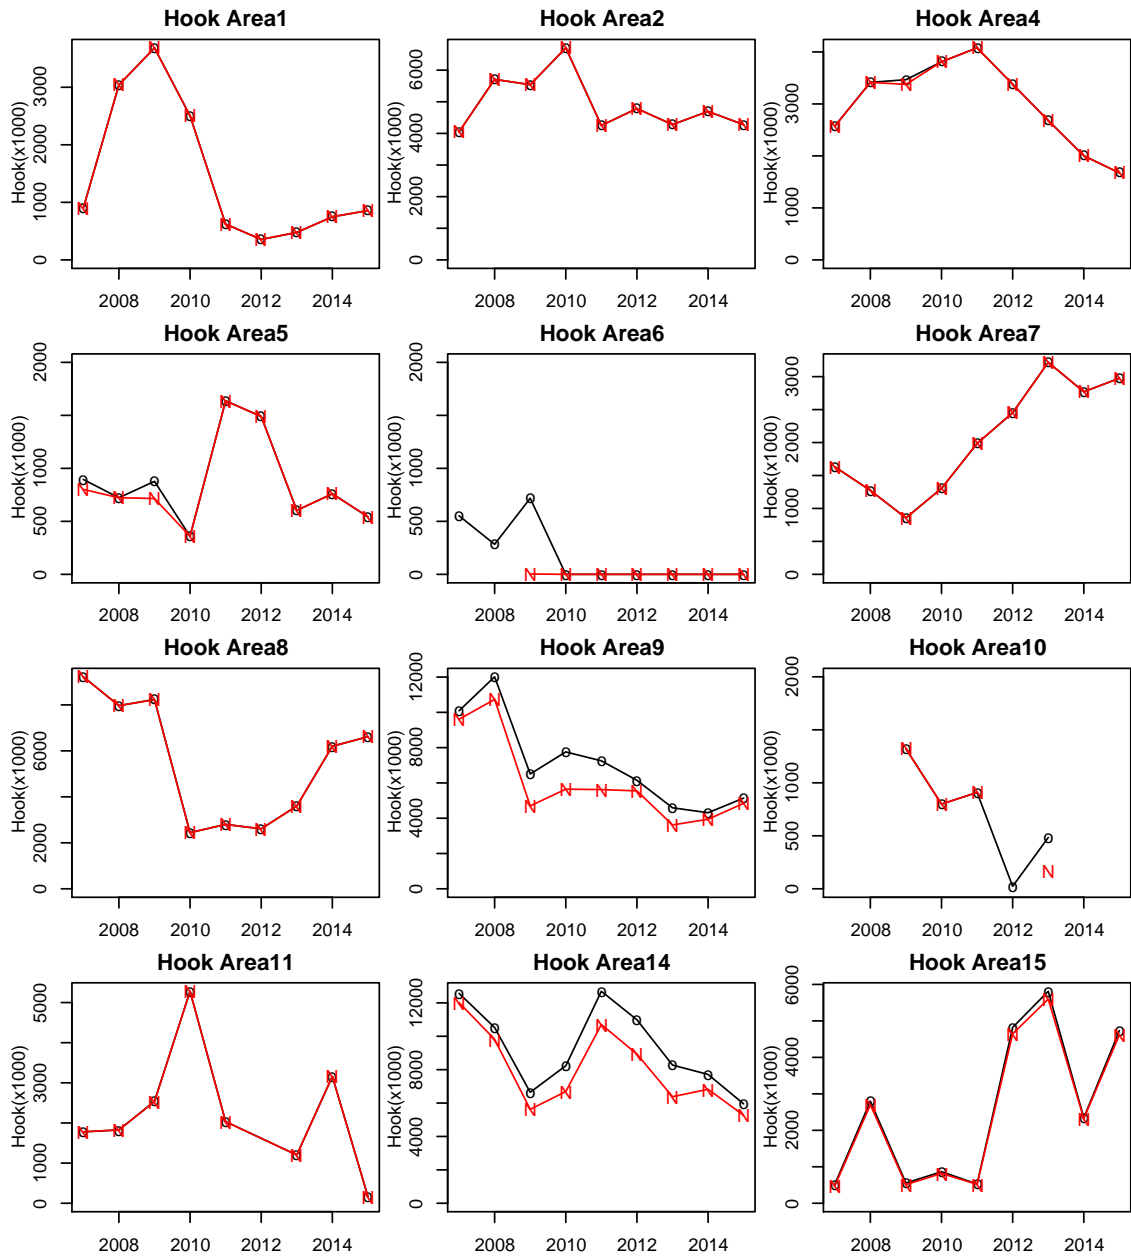 Hook Area1 Hook Area2 Hook Area4
Hook(x1000) 0 1000 2000 3000
2008 2010 2012 2014
Hook(x1000) 0 2000 4000 6000
2008 2010 2012 2014
Hook(x1000) 0 1000 3000
2008 2010 2012 2014
Hook Area5 Hook Area6 Hook Area7
Hook(x1000) 0 500 1000 2000
2008 2010 2012 2014
Hook(x1000) 0 500 1000 2000
2008 2010 2012 2014
Hook(x1000) 0 1000 2000 3000
2008 2010 2012 2014
Hook Area8 Hook Area9 Hook Area10
Hook(x1000) 0 2000 6000
2008 2010 2012 2014
Hook(x1000) 0 4000 8000 12000
2008 2010 2012 2014
Hook(x1000) 0 500 1000 2000
2008 2010 2012 2014
Hook Area11 Hook Area14 Hook Area15
Hook(x1000) 0 1000 3000 5000
2008 2010 2012 2014
Hook(x1000) 0 4000 8000 12000
2008 2010 2012 2014
Hook(x1000) 0 2000 4000 6000
2008 2010 2012 2014